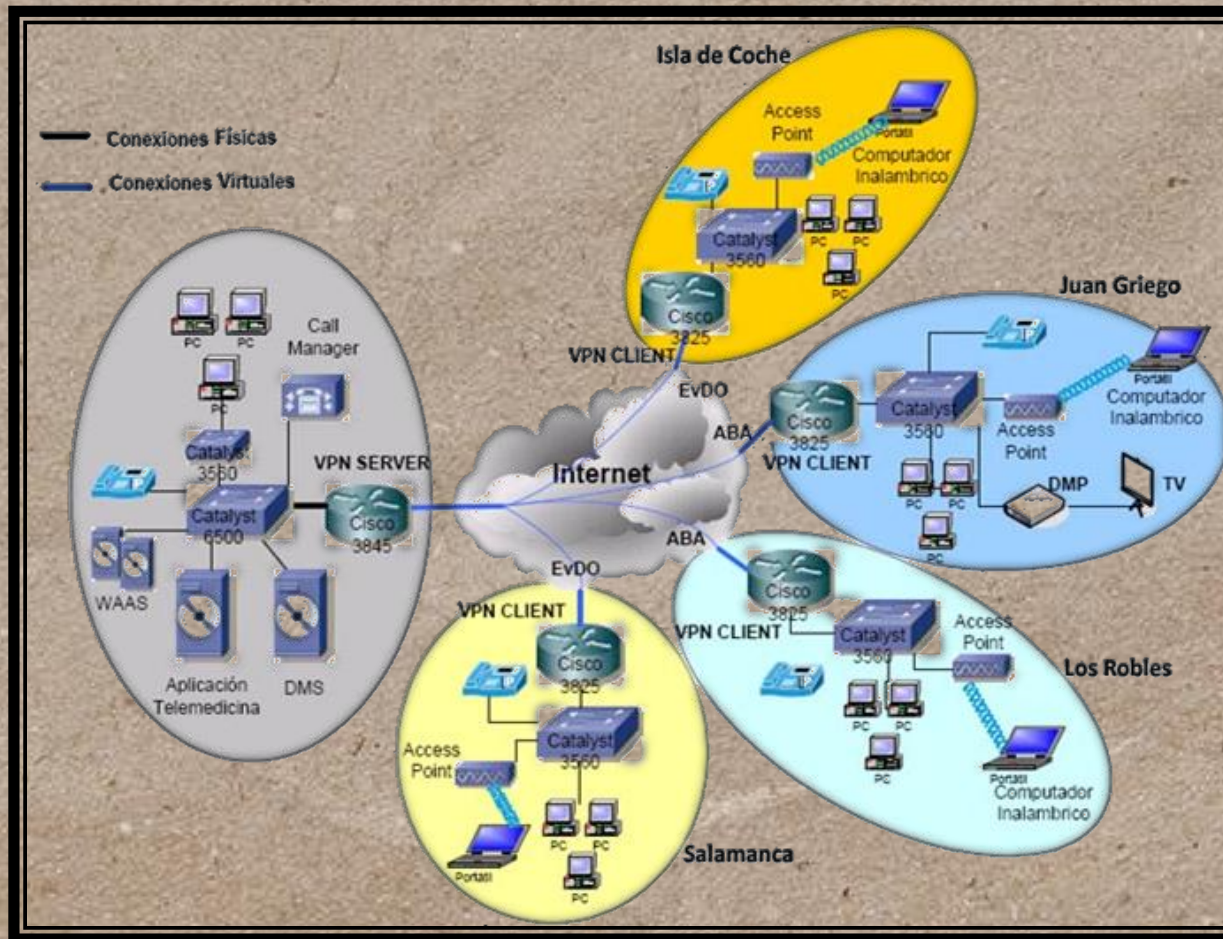 Conexiones Físicas
Conexiones Virtuales
PC
PC
PC
Call
Manager
Catalyst
3560
Catalyst
6500
WAAS
Aplicación
Telemedicina
DMS
VPN SERVER
Cisco
3845
Internet
Isla de Coche
Access
Point
Portátil
Computador
Inalambrico
Catalyst
3560
PC
PC
PC
Cisco
3825
VPN CLIENT
EvDO
Juan Griego
ABA
Cisco
3825
VPN CLIENT
Catalyst
3560
Access
Point
Portátil
Computador
Inalambrico
PC
PC
PC
DMP
TV
Los Robles
ABA
Cisco
3825
VPN CLIENT
Catalyst
3560
Access
Point
PC
PC
PC
Portátil
Computador
Inalambrico
EvDO
VPN CLIENT
Cisco
3825
Catalyst
3560
Access
Point
Portátil
PC
PC
PC
Salamanca